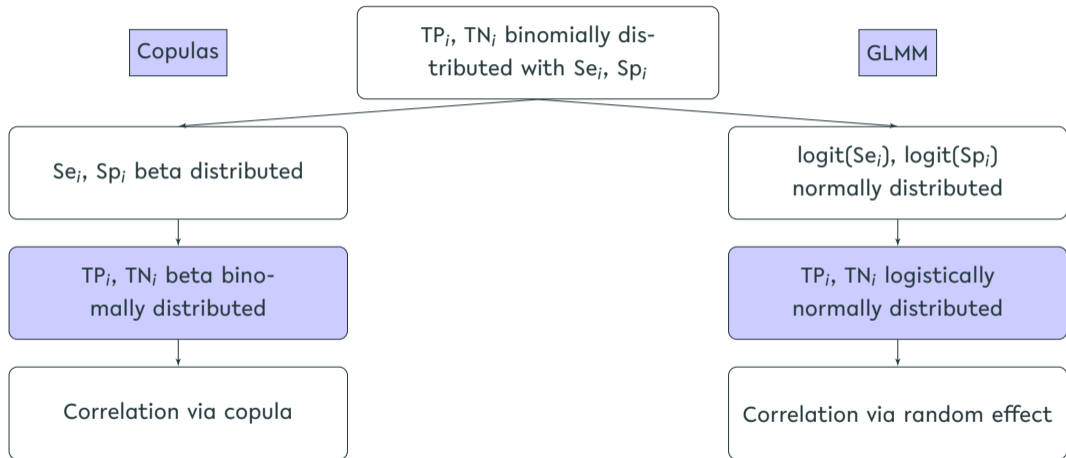 Copulas
TPᵢ, TNᵢ binomially dis-
tributed with Seᵢ, Spᵢ
GLMM
Seᵢ, Spᵢ beta distributed
logit(Seᵢ), logit(Spᵢ)
normally distributed
TPᵢ, TNᵢ beta bino-
mally distributed
TPᵢ, TNᵢ logistically
normally distributed
Correlation via copula
Correlation via random effect